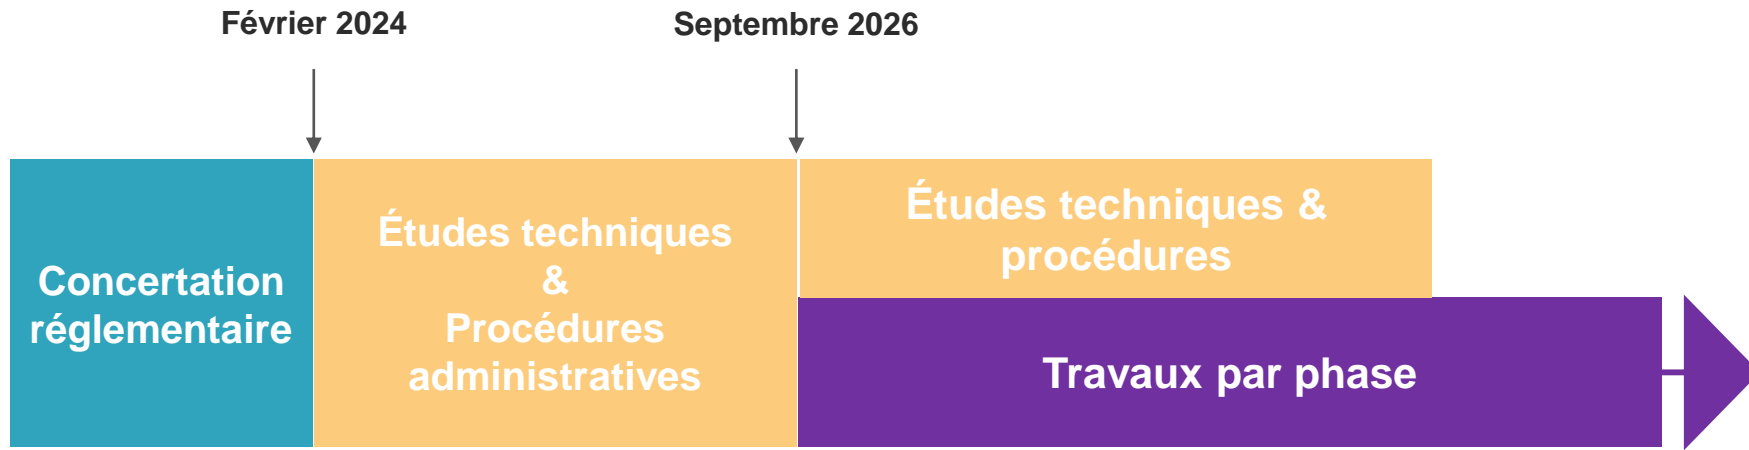 Février 2024
Septembre 2026
Concertation
réglementaire
Études techniques
&
Procédures
administratives
Études techniques &
procédures
Travaux par phase